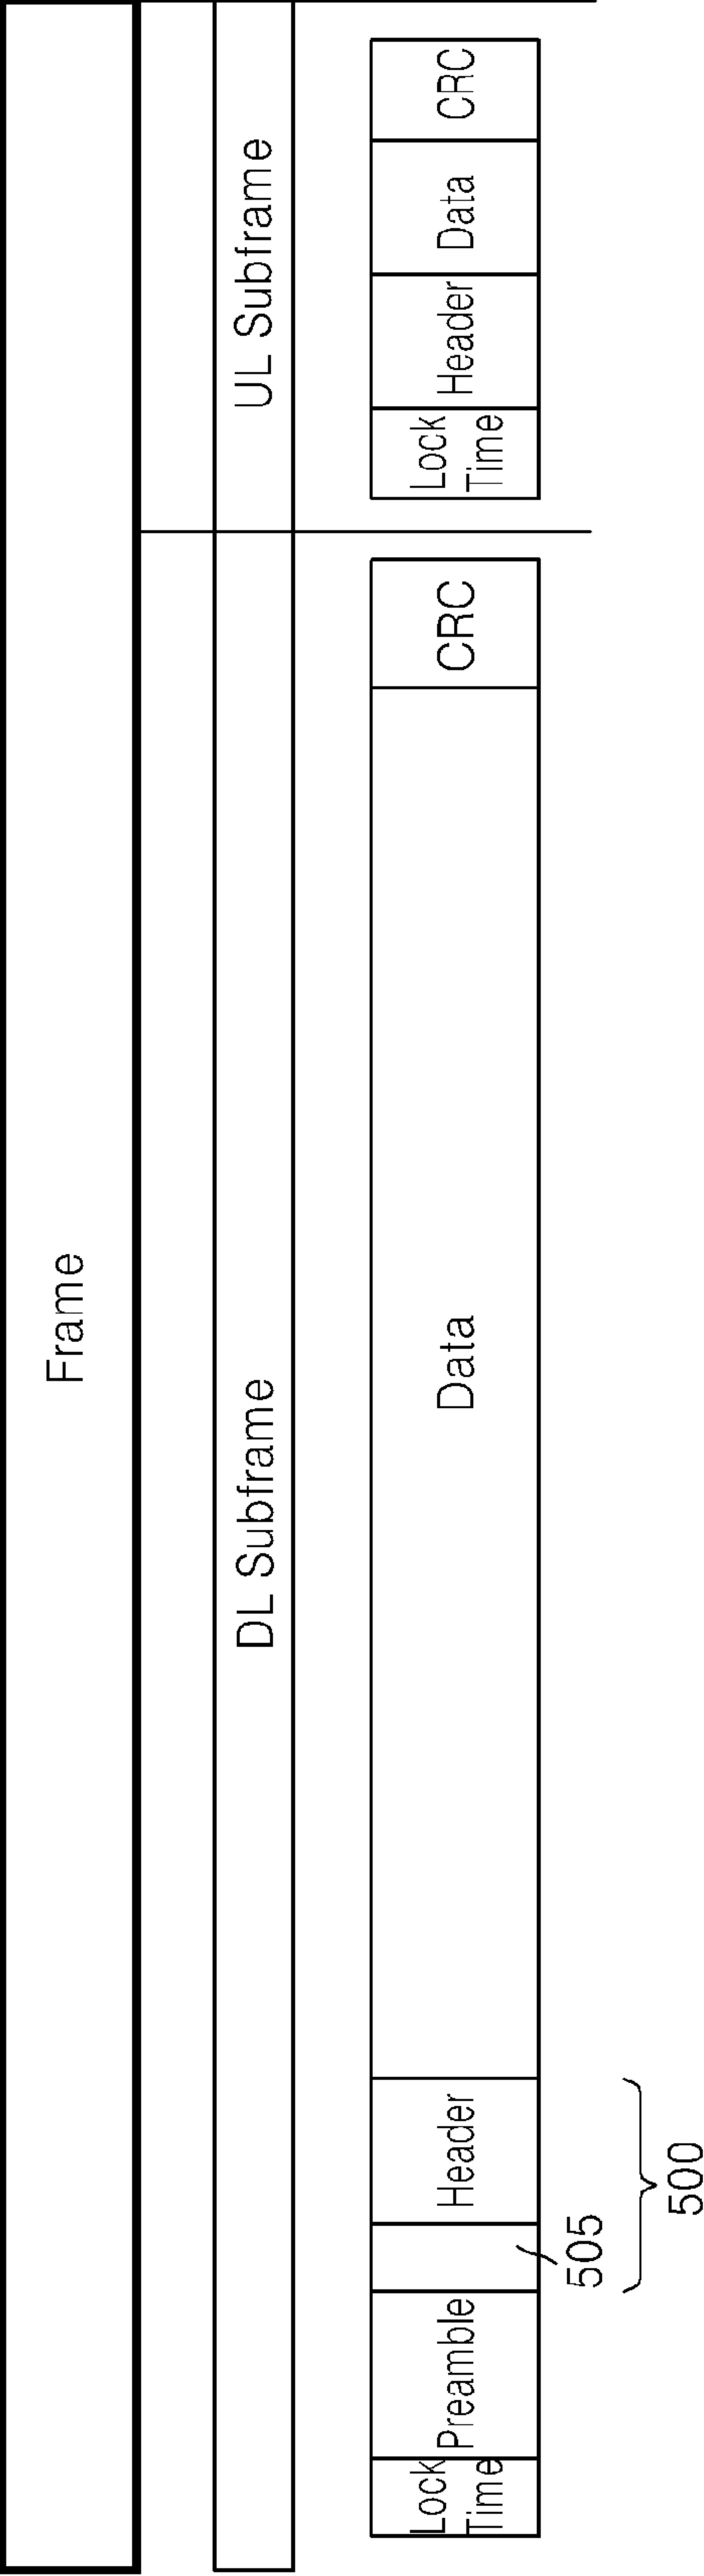 Frame
DL Subframe
UL Subframe
Lock
Time
Preamble
Header
Data
CRC
Lock
Time
Header
Data
CRC
505
500